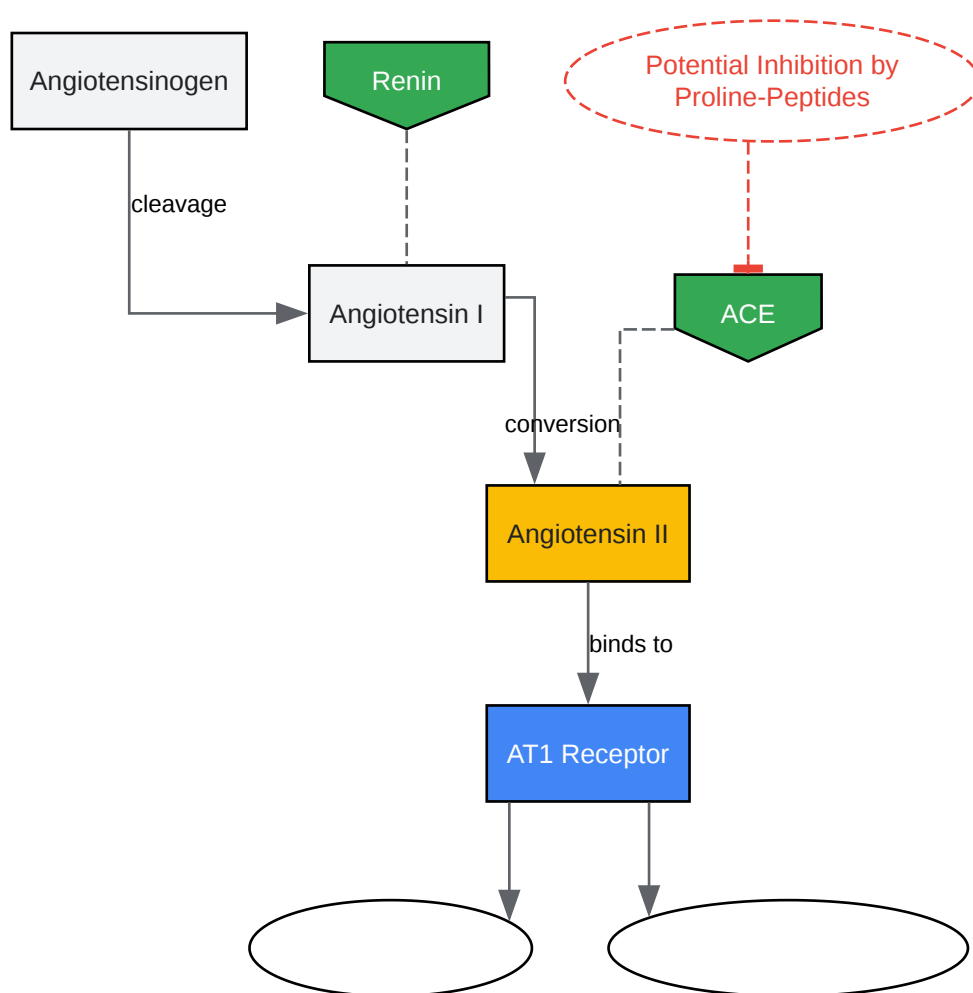 Angiotensinogen
Renin
Potential Inhibition by
Proline-Peptides
cleavage
Angiotensin I
ACE
conversion
Angiotensin II
binds to
AT1 Receptor